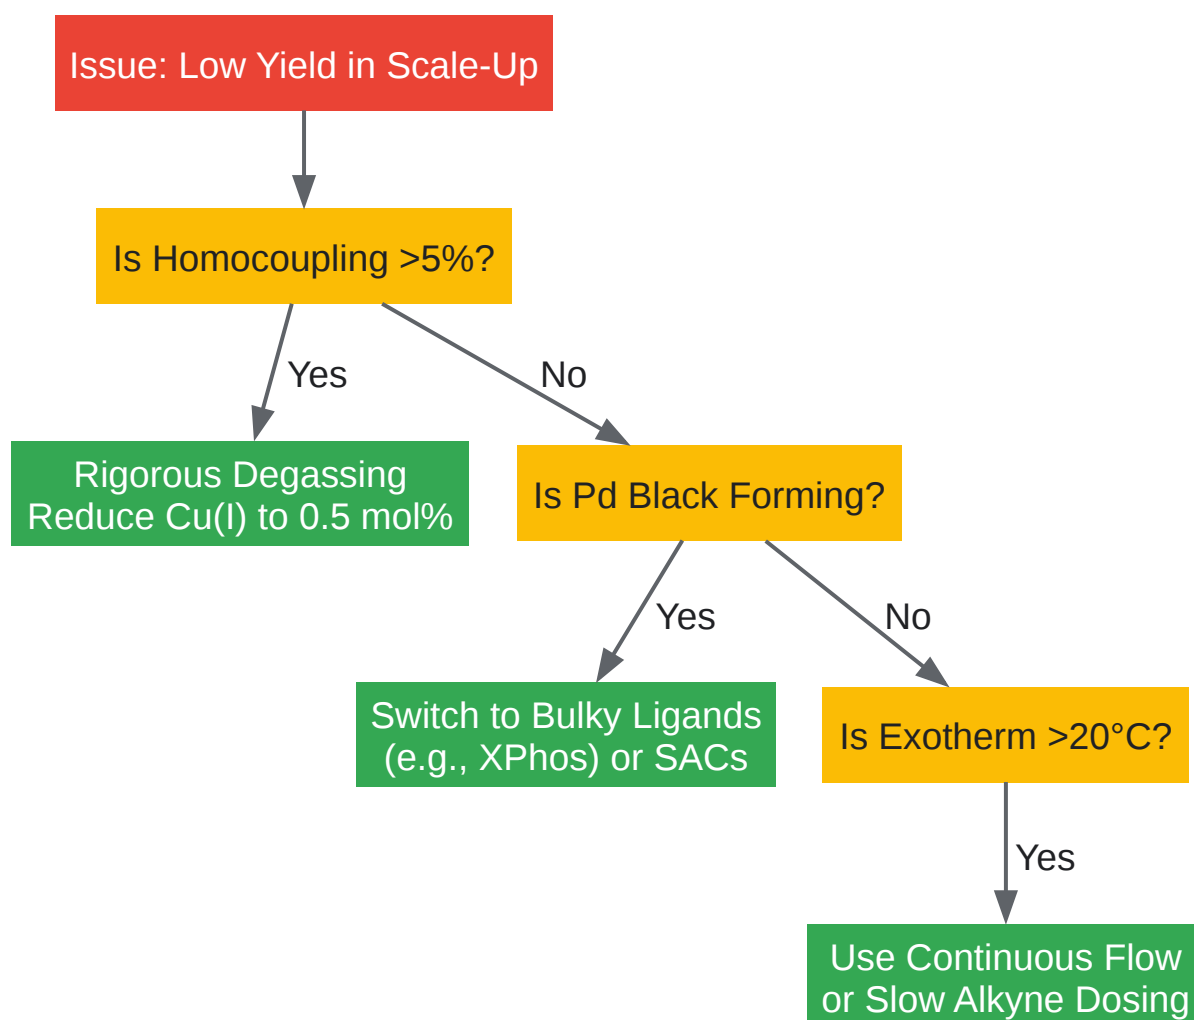 Issue: Low Yield in Scale-Up
Is Homocoupling >5%?
Yes
No
Rigorous Degassing
Reduce Cu(I) to 0.5 mol%
Is Pd Black Forming?
Yes
No
Switch to Bulky Ligands
(e.g., XPhos) or SACs
Is Exotherm >20°C?
Yes
Use Continuous Flow
or Slow Alkyne Dosing